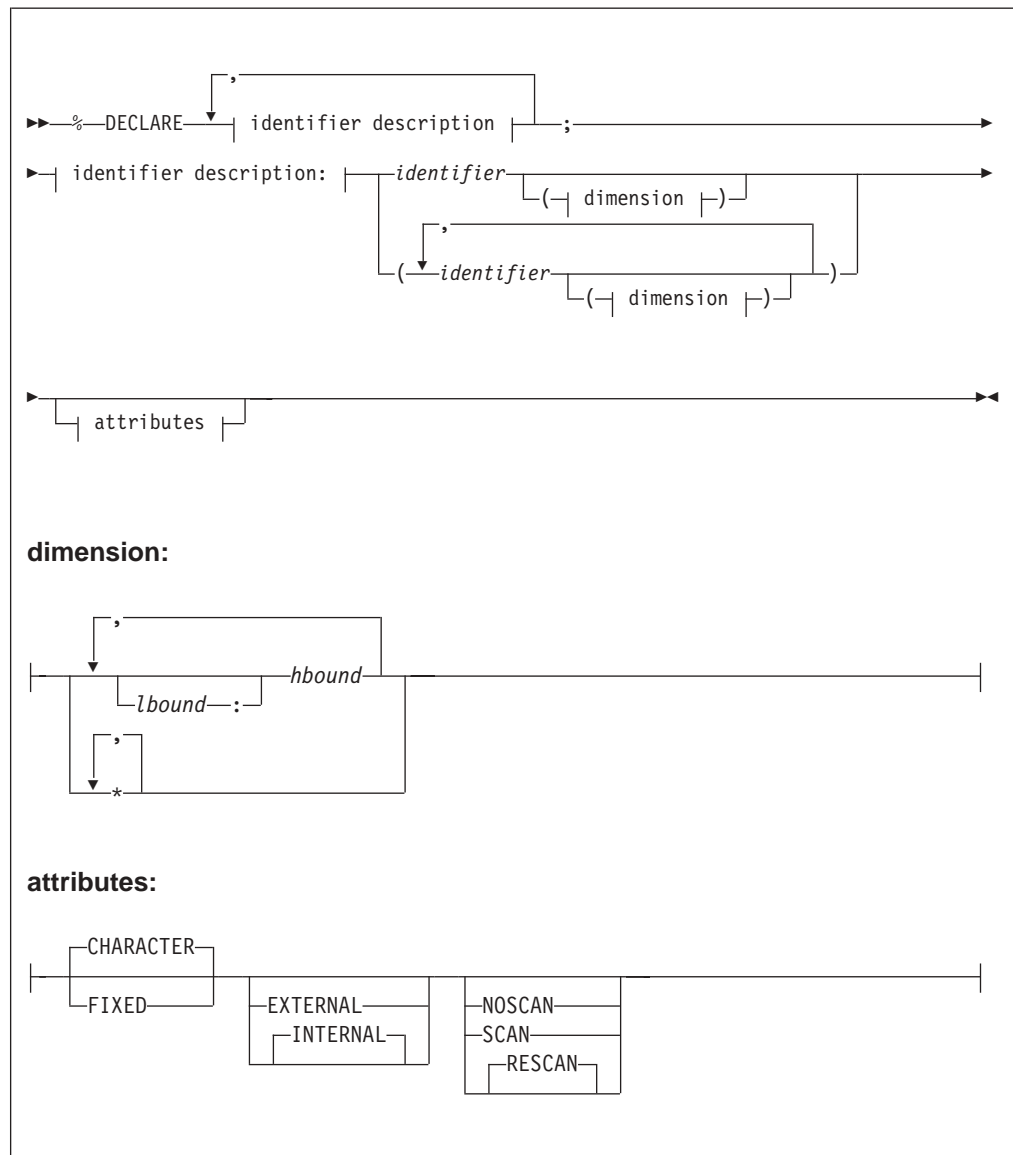 ,
% DECLARE identifier description ;
identifier description: identifier
( dimension )
,
( identifier )
( dimension )
attributes
dimension:
,
hbound
lbound :
,
*
attributes:
CHARACTER
FIXED EXTERNAL NOSCAN
INTERNAL SCAN
RESCAN